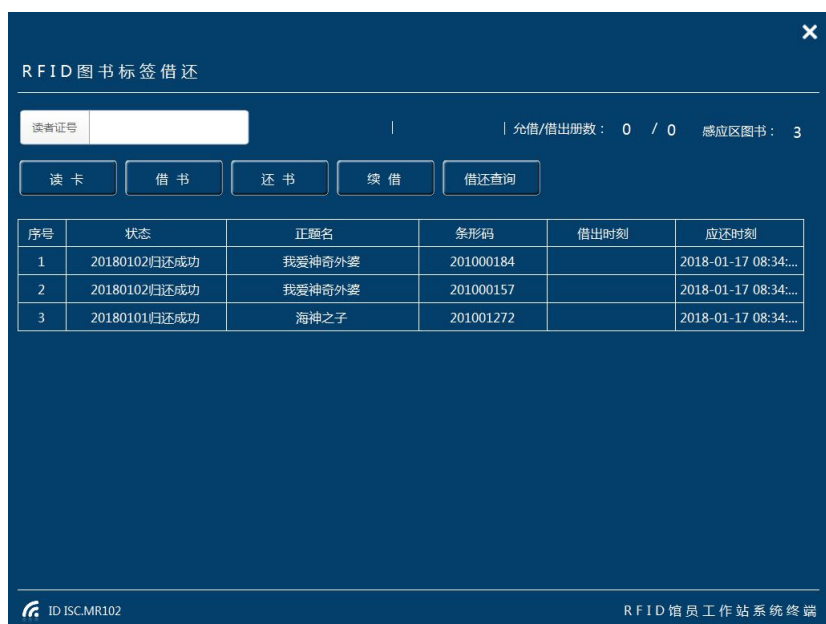 RFID图书标签借还
读者证号 | | 允借/借出册数： 0 / 0 感应区图书： 3
读卡 借书 还书 续借 借还查询
序号 状态 正题名 条形码 借出时刻 应还时刻
1 20180102归还成功 我爱神奇外婆 201000184 2018-01-17 08:34:...
2 20180102归还成功 我爱神奇外婆 201000157 2018-01-17 08:34:...
3 20180101归还成功 海神之子 201001272 2018-01-17 08:34:...
ID ISC.MR102 RFID馆员工作站系统终端